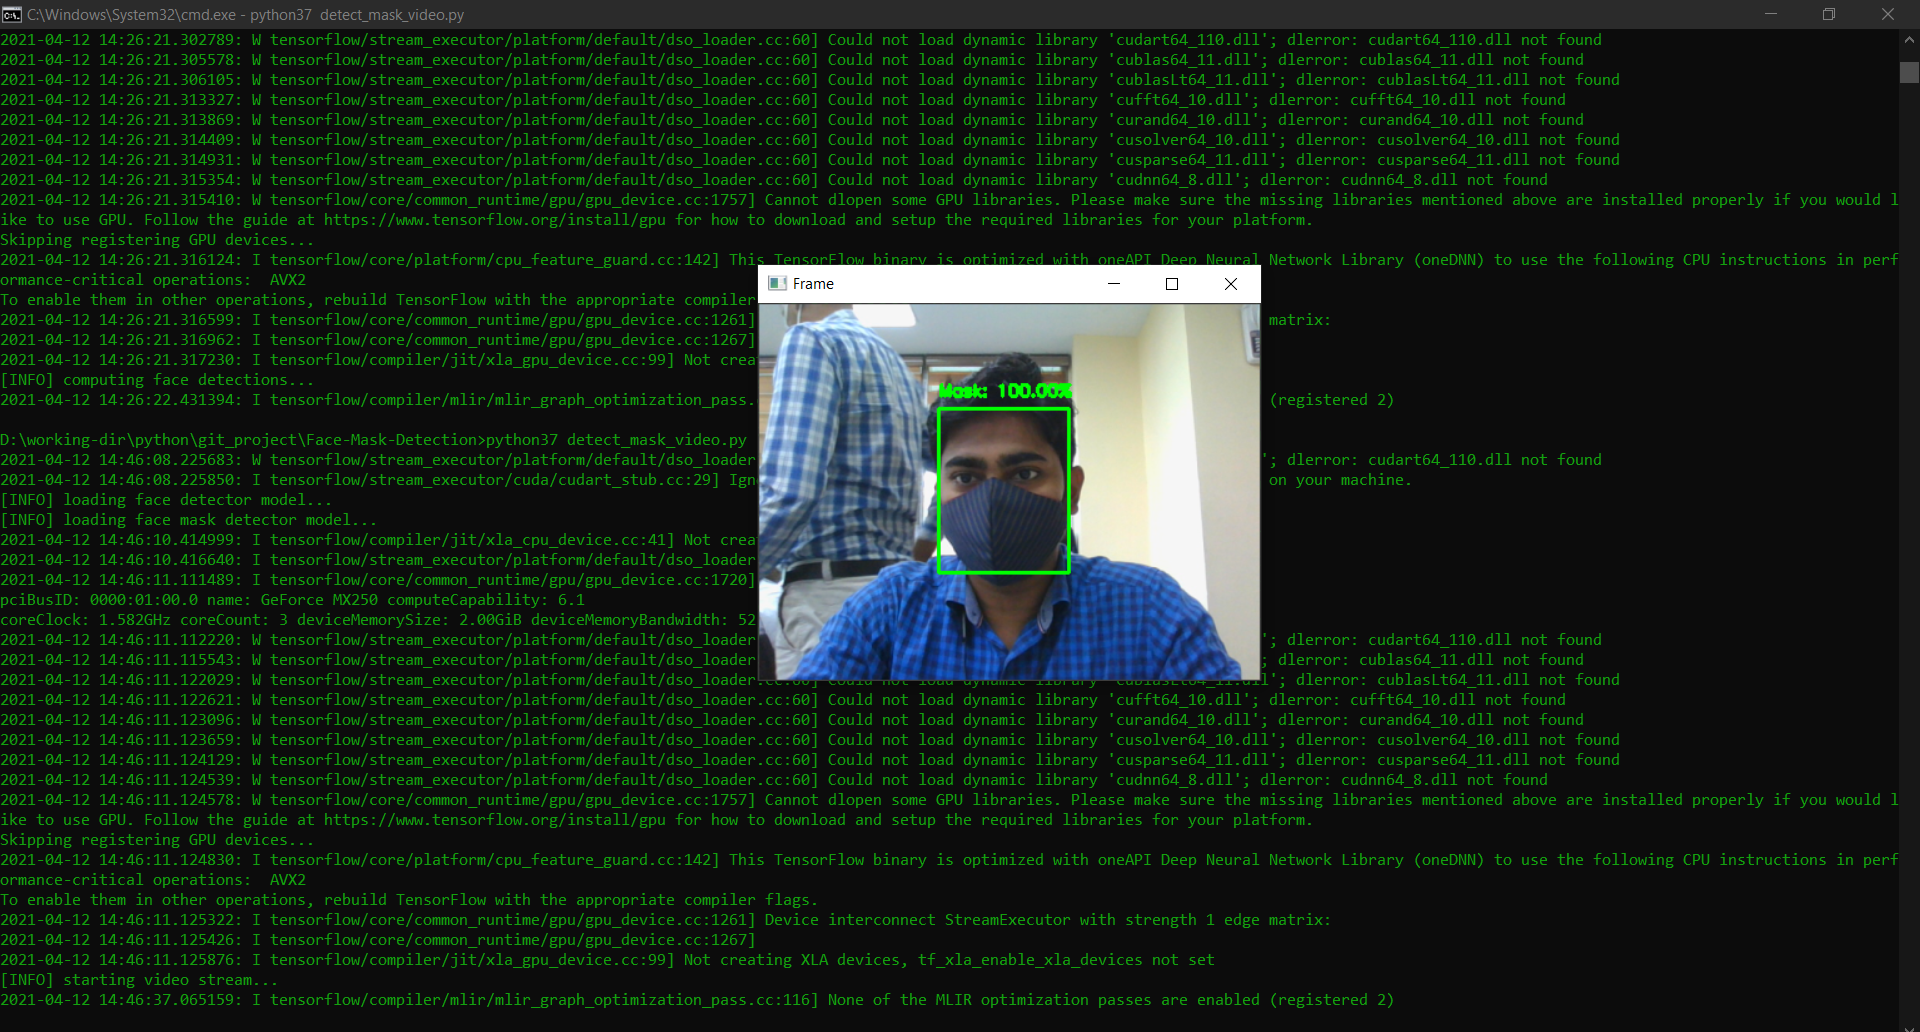 C:\Windows\System32\cmd.exe - python37  detect_mask_video.py
2021-04-12 14:26:21.302789: W tensorflow/stream_executor/platform/default/dso_loader.cc:60] Could not load dynamic library 'cudart64_110.dll'; dlerror: cudart64_110.dll not found
2021-04-12 14:26:21.305578: W tensorflow/stream_executor/platform/default/dso_loader.cc:60] Could not load dynamic library 'cublas64_11.dll'; dlerror: cublas64_11.dll not found
2021-04-12 14:26:21.306105: W tensorflow/stream_executor/platform/default/dso_loader.cc:60] Could not load dynamic library 'cublasLt64_11.dll'; dlerror: cublasLt64_11.dll not found
2021-04-12 14:26:21.313327: W tensorflow/stream_executor/platform/default/dso_loader.cc:60] Could not load dynamic library 'cufft64_10.dll'; dlerror: cufft64_10.dll not found
2021-04-12 14:26:21.313869: W tensorflow/stream_executor/platform/default/dso_loader.cc:60] Could not load dynamic library 'curand64_10.dll'; dlerror: curand64_10.dll not found
2021-04-12 14:26:21.314409: W tensorflow/stream_executor/platform/default/dso_loader.cc:60] Could not load dynamic library 'cusolver64_10.dll'; dlerror: cusolver64_10.dll not found
2021-04-12 14:26:21.314931: W tensorflow/stream_executor/platform/default/dso_loader.cc:60] Could not load dynamic library 'cusparse64_11.dll'; dlerror: cusparse64_11.dll not found
2021-04-12 14:26:21.315354: W tensorflow/stream_executor/platform/default/dso_loader.cc:60] Could not load dynamic library 'cudnn64_8.dll'; dlerror: cudnn64_8.dll not found
2021-04-12 14:26:21.315410: W tensorflow/core/common_runtime/gpu/gpu_device.cc:1757] Cannot dlopen some GPU libraries. Please make sure the missing libraries mentioned above are installed properly if you would l
ike to use GPU. Follow the guide at https://www.tensorflow.org/install/gpu for how to download and setup the required libraries for your platform.
Skipping registering GPU devices...
2021-04-12 14:26:21.316124: I tensorflow/core/platform/cpu_feature_guard.cc:142] This TensorFlow binary is optimized with oneAPI Deep Neural Network Library (oneDNN) to use the following CPU instructions in perf
ormance-critical operations:  AVX2
To enable them in other operations, rebuild TensorFlow with the appropriate compiler
2021-04-12 14:26:21.316599: I tensorflow/core/common_runtime/gpu/gpu_device.cc:1261] matrix:
2021-04-12 14:26:21.316962: I tensorflow/core/common_runtime/gpu/gpu_device.cc:1267]
2021-04-12 14:26:21.317230: I tensorflow/compiler/jit/xla_gpu_device.cc:99] Not crea
[INFO] computing face detections...
2021-04-12 14:26:22.431394: I tensorflow/compiler/mlir/mlir_graph_optimization_pass. (registered 2)
Frame
Mask: 100.00%
D:\working-dir\python\git_project\Face-Mask-Detection>python37 detect_mask_video.py
2021-04-12 14:46:08.225683: W tensorflow/stream_executor/platform/default/dso_loader '; dlerror: cudart64_110.dll not found
2021-04-12 14:46:08.225850: I tensorflow/stream_executor/cuda/cudart_stub.cc:29] Ign on your machine.
[INFO] loading face detector model...
[INFO] loading face mask detector model...
2021-04-12 14:46:10.414999: I tensorflow/compiler/jit/xla_cpu_device.cc:41] Not crea
2021-04-12 14:46:10.416640: I tensorflow/stream_executor/platform/default/dso_loader
2021-04-12 14:46:11.111489: I tensorflow/core/common_runtime/gpu/gpu_device.cc:1720]
pciBusID: 0000:01:00.0 name: GeForce MX250 computeCapability: 6.1
coreClock: 1.582GHz coreCount: 3 deviceMemorySize: 2.00GiB deviceMemoryBandwidth: 52
2021-04-12 14:46:11.112220: W tensorflow/stream_executor/platform/default/dso_loader '; dlerror: cudart64_110.dll not found
2021-04-12 14:46:11.115543: W tensorflow/stream_executor/platform/default/dso_loader ; dlerror: cublas64_11.dll not found
2021-04-12 14:46:11.122029: W tensorflow/stream_executor/platform/default/dso_loader.cc:60] Could not load dynamic library 'cublasLt64_11.dll'; dlerror: cublasLt64_11.dll not found
2021-04-12 14:46:11.122621: W tensorflow/stream_executor/platform/default/dso_loader.cc:60] Could not load dynamic library 'cufft64_10.dll'; dlerror: cufft64_10.dll not found
2021-04-12 14:46:11.123096: W tensorflow/stream_executor/platform/default/dso_loader.cc:60] Could not load dynamic library 'curand64_10.dll'; dlerror: curand64_10.dll not found
2021-04-12 14:46:11.123659: W tensorflow/stream_executor/platform/default/dso_loader.cc:60] Could not load dynamic library 'cusolver64_10.dll'; dlerror: cusolver64_10.dll not found
2021-04-12 14:46:11.124129: W tensorflow/stream_executor/platform/default/dso_loader.cc:60] Could not load dynamic library 'cusparse64_11.dll'; dlerror: cusparse64_11.dll not found
2021-04-12 14:46:11.124539: W tensorflow/stream_executor/platform/default/dso_loader.cc:60] Could not load dynamic library 'cudnn64_8.dll'; dlerror: cudnn64_8.dll not found
2021-04-12 14:46:11.124578: W tensorflow/core/common_runtime/gpu/gpu_device.cc:1757] Cannot dlopen some GPU libraries. Please make sure the missing libraries mentioned above are installed properly if you would l
ike to use GPU. Follow the guide at https://www.tensorflow.org/install/gpu for how to download and setup the required libraries for your platform.
Skipping registering GPU devices...
2021-04-12 14:46:11.124830: I tensorflow/core/platform/cpu_feature_guard.cc:142] This TensorFlow binary is optimized with oneAPI Deep Neural Network Library (oneDNN) to use the following CPU instructions in perf
ormance-critical operations:  AVX2
To enable them in other operations, rebuild TensorFlow with the appropriate compiler flags.
2021-04-12 14:46:11.125322: I tensorflow/core/common_runtime/gpu/gpu_device.cc:1261] Device interconnect StreamExecutor with strength 1 edge matrix:
2021-04-12 14:46:11.125426: I tensorflow/core/common_runtime/gpu/gpu_device.cc:1267]
2021-04-12 14:46:11.125876: I tensorflow/compiler/jit/xla_gpu_device.cc:99] Not creating XLA devices, tf_xla_enable_xla_devices not set
[INFO] starting video stream...
2021-04-12 14:46:37.065159: I tensorflow/compiler/mlir/mlir_graph_optimization_pass.cc:116] None of the MLIR optimization passes are enabled (registered 2)